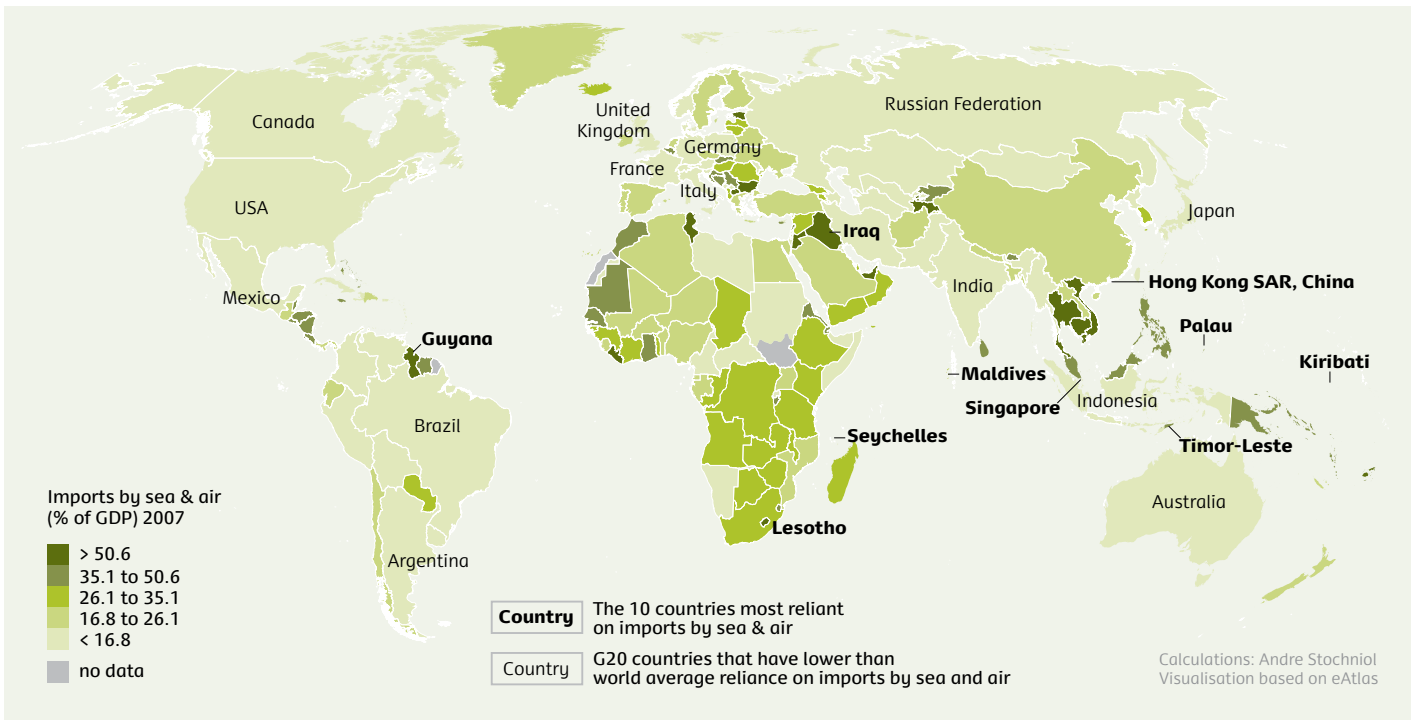 Canada
USA
Mexico
Guyana
Brazil
Argentina
United
Kingdom
Germany
France
Italy
Russian Federation
Japan
Iraq
India
Hong Kong SAR, China
Palau
Kiribati
Maldives
Singapore
Indonesia
Seychelles
Timor-Leste
Australia
Lesotho
Imports by sea & air
(% of GDP) 2007
> 50.6
35.1 to 50.6
26.1 to 35.1
16.8 to 26.1
< 16.8
no data
Country
The 10 countries most reliant
on imports by sea & air
Country
G20 countries that have lower than
world average reliance on imports by sea and air
Calculations: Andre Stochniol
Visualisation based on eAtlas